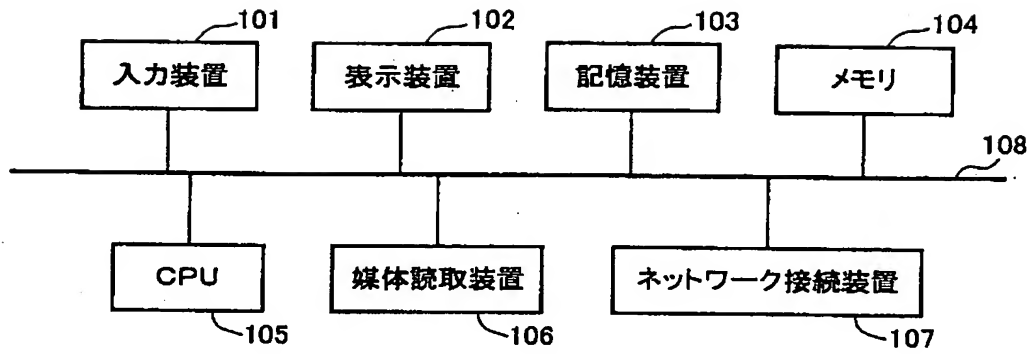 101
102
103
104
入力装置
表示装置
記憶装置
メモリ
108
CPU
媒体読取装置
ネットワーク接続装置
105
106
107